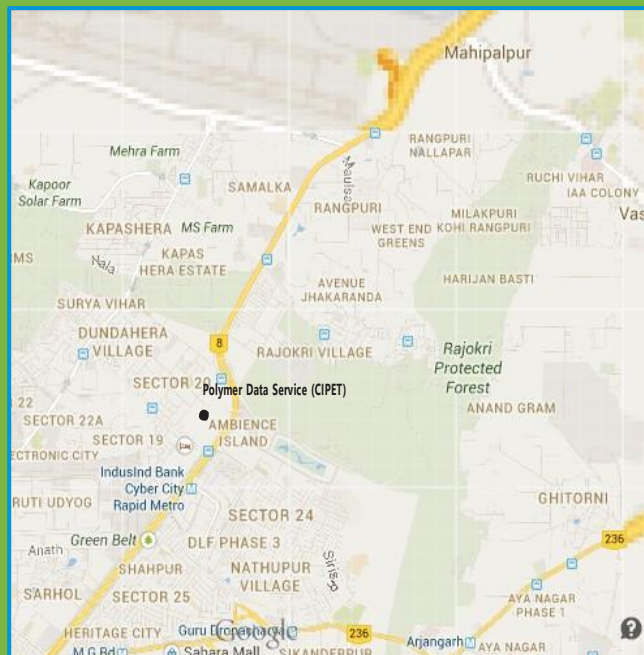 Mahipalpur
RANGPURI
NALLAPAR
Mehra Farm
Maulsa
RUCHI VIHAR
IAA COLONY
Kapoor
Solar Farm
SAMALKA
RANGPURI
MILAKPURI
KOHI RANGPURI
Vas
KAPASHERA
MS Farm
WEST END
GREENS
MS
Nala
KAPAS
HERA ESTATE
AVENUE
JHAKARANDA
HARIJAN BASTI
SURYA VIHAR
DUNDAHERA
VILLAGE
8
RAJOKRI VILLAGE
Rajokri
Protected
Forest
SECTOR 20
Polymer Data Service (CIPET)
22
SECTOR 22A
ANAND GRAM
AMBIENCE
ISLAND
SECTOR 19
ECTRONIC CITY
IndusInd Bank
Cyber City
Rapid Metro
RUTI UDYOG
GHITORNI
SECTOR 24
Green Belt
DLF PHASE 3
236
Anath
SHAHPUR
NATHUPUR
VILLAGE
SARHOL
SECTOR 25
AYA NAGAR
PHASE 1
Google
HERITAGE CITY
Guru Dronacharya
236
Arjangarh
AYA NAGAR
M G Rd
Sahara Mall
SIKANDERPUR
?